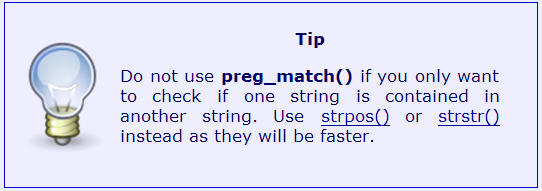 Tip
Do not use preg_match() if you only want
to check if one string is contained in
another string. Use strpos() or strstr()
instead as they will be faster.